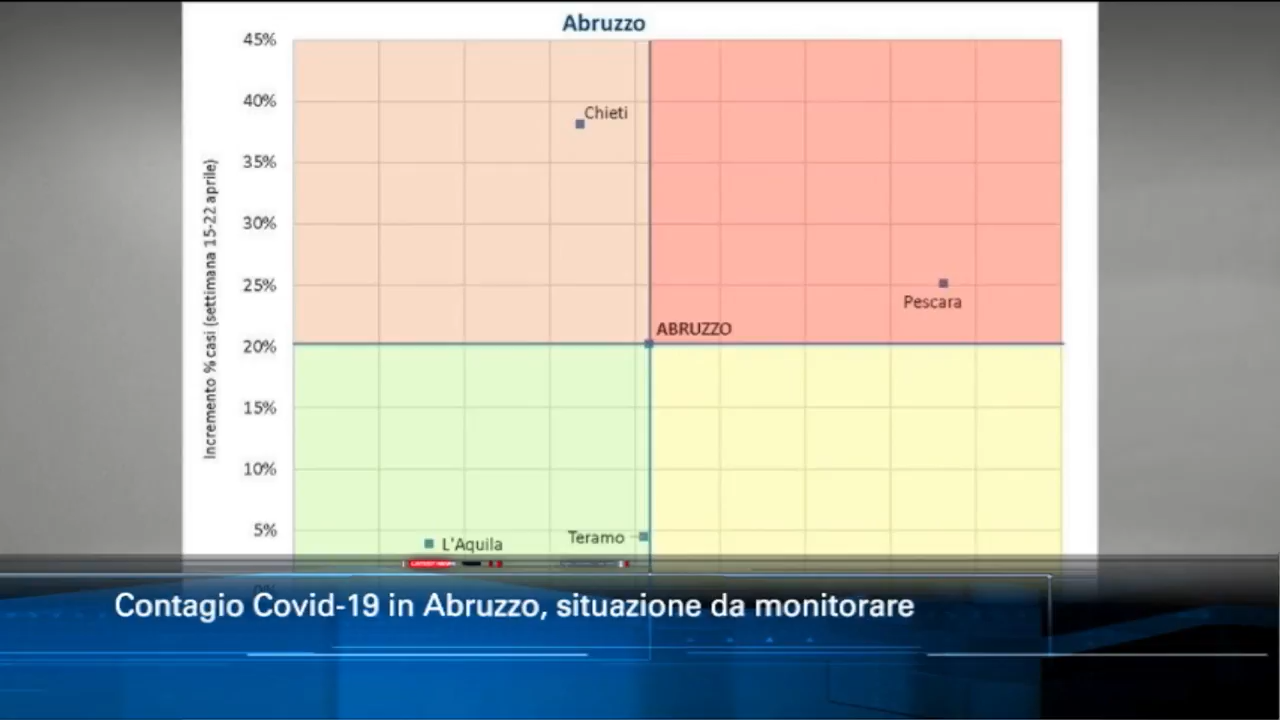 Abruzzo
45%
40%
35%
30%
25%
20%
15%
10%
5%
Incremento % casi (settimana 15-22 aprile)
Chieti
Pescara
ABRUZZO
L'Aquila
Teramo
Contagio Covid-19 in Abruzzo, situazione da monitorare